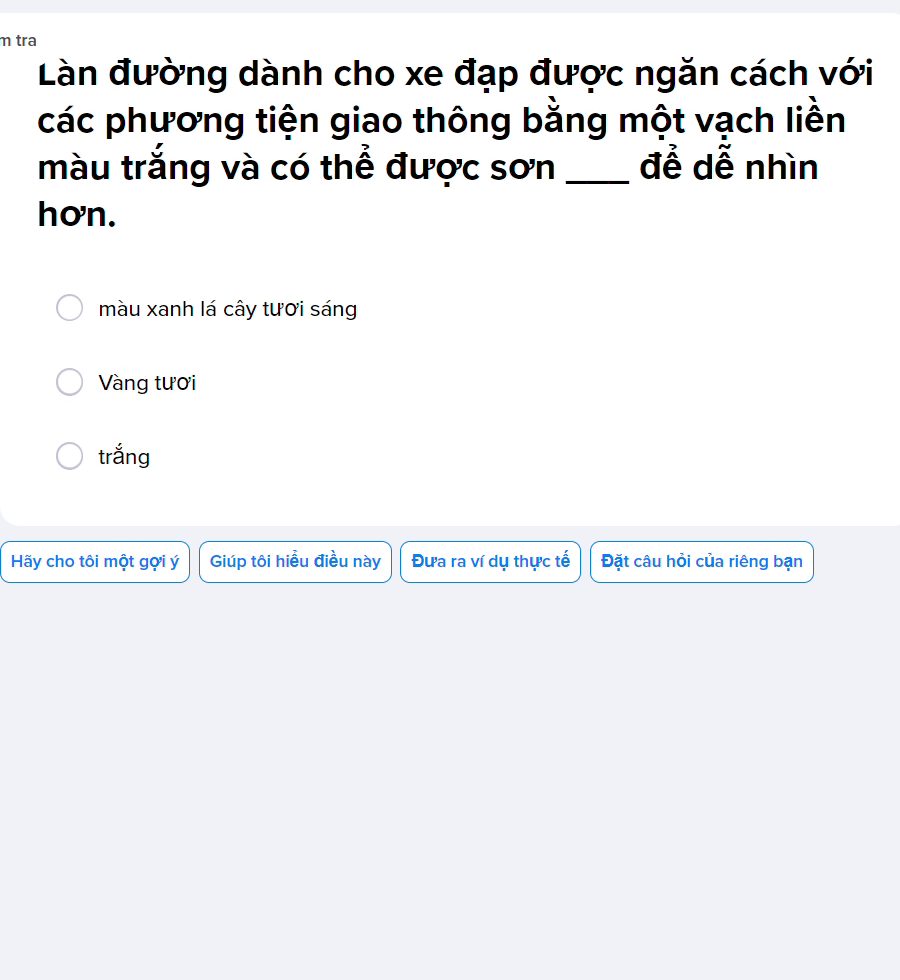 m tra
Làn đường dành cho xe đạp được ngăn cách với
các phương tiện giao thông bằng một vạch liền
màu trắng và có thể được sơn ____ để dễ nhìn
hơn.
màu xanh lá cây tươi sáng
Vàng tươi
trắng
Hãy cho tôi một gợi ý
Giúp tôi hiểu điều này
Đưa ra ví dụ thực tế
Đặt câu hỏi của riêng bạn